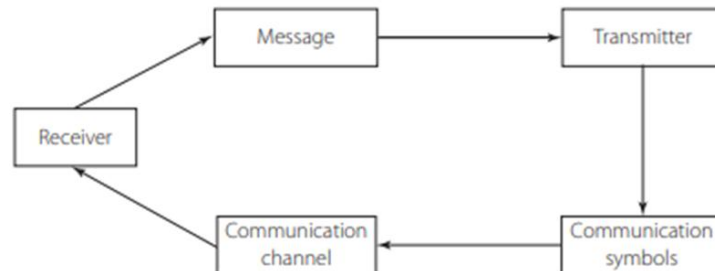 Message
Transmitter
Receiver
Communication
channel
Communication
symbols